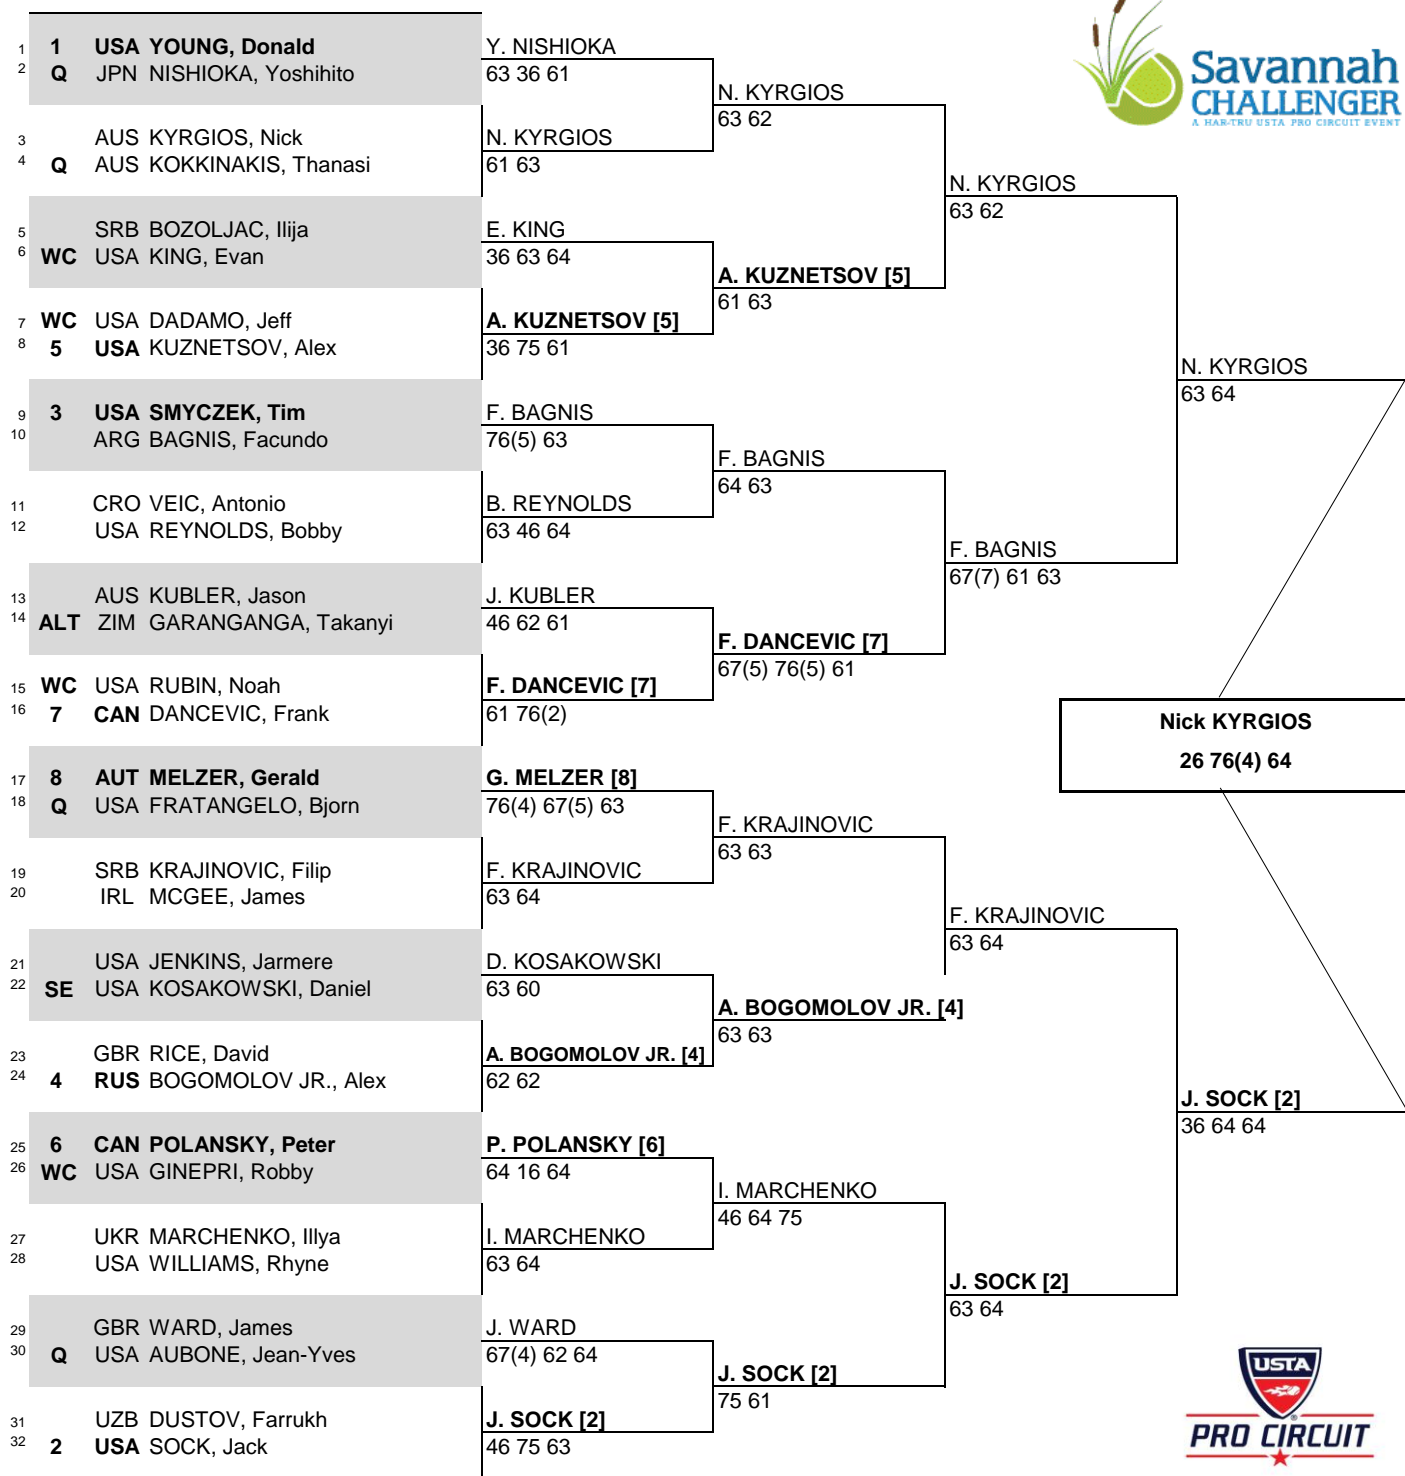 Savannah
CHALLENGER
A HAR-TRU USTA PRO CIRCUIT EVENT
1 1 USA YOUNG, Donald
2 Q JPN NISHIOKA, Yoshihito
3 AUS KYRGIOS, Nick
4 Q AUS KOKKINAKIS, Thanasi
5 SRB BOZOLJAC, Ilija
6 WC USA KING, Evan
7 WC USA DADAMO, Jeff
8 5 USA KUZNETSOV, Alex
9 3 USA SMYCZEK, Tim
10 ARG BAGNIS, Facundo
11 CRO VEIC, Antonio
12 USA REYNOLDS, Bobby
13 AUS KUBLER, Jason
14 ALT ZIM GARANGANGA, Takanyi
15 WC USA RUBIN, Noah
16 7 CAN DANCEVIC, Frank
17 8 AUT MELZER, Gerald
18 Q USA FRATANGELO, Bjorn
19 SRB KRAJINOVIC, Filip
20 IRL MCGEE, James
21 USA JENKINS, Jarmere
22 SE USA KOSAKOWSKI, Daniel
23 GBR RICE, David
24 4 RUS BOGOMOLOV JR., Alex
25 6 CAN POLANSKY, Peter
26 WC USA GINEPRI, Robby
27 UKR MARCHENKO, Illya
28 USA WILLIAMS, Rhyne
29 GBR WARD, James
30 Q USA AUBONE, Jean-Yves
31 UZB DUSTOV, Farrukh
32 2 USA SOCK, Jack
Y. NISHIOKA
63 36 61
N. KYRGIOS
61 63
E. KING
36 63 64
A. KUZNETSOV [5]
36 75 61
F. BAGNIS
76(5) 63
B. REYNOLDS
63 46 64
J. KUBLER
46 62 61
F. DANCEVIC [7]
61 76(2)
G. MELZER [8]
76(4) 67(5) 63
F. KRAJINOVIC
63 64
D. KOSAKOWSKI
63 60
A. BOGOMOLOV JR. [4]
62 62
P. POLANSKY [6]
64 16 64
I. MARCHENKO
63 64
J. WARD
67(4) 62 64
J. SOCK [2]
46 75 63
N. KYRGIOS
63 62
A. KUZNETSOV [5]
61 63
F. BAGNIS
64 63
F. DANCEVIC [7]
67(5) 76(5) 61
F. KRAJINOVIC
63 63
A. BOGOMOLOV JR. [4]
63 63
I. MARCHENKO
46 64 75
J. SOCK [2]
75 61
N. KYRGIOS
63 62
F. BAGNIS
67(7) 61 63
F. KRAJINOVIC
63 64
J. SOCK [2]
63 64
N. KYRGIOS
63 64
J. SOCK [2]
36 64 64
Nick KYRGIOS
26 76(4) 64
USTA
PRO CIRCUIT